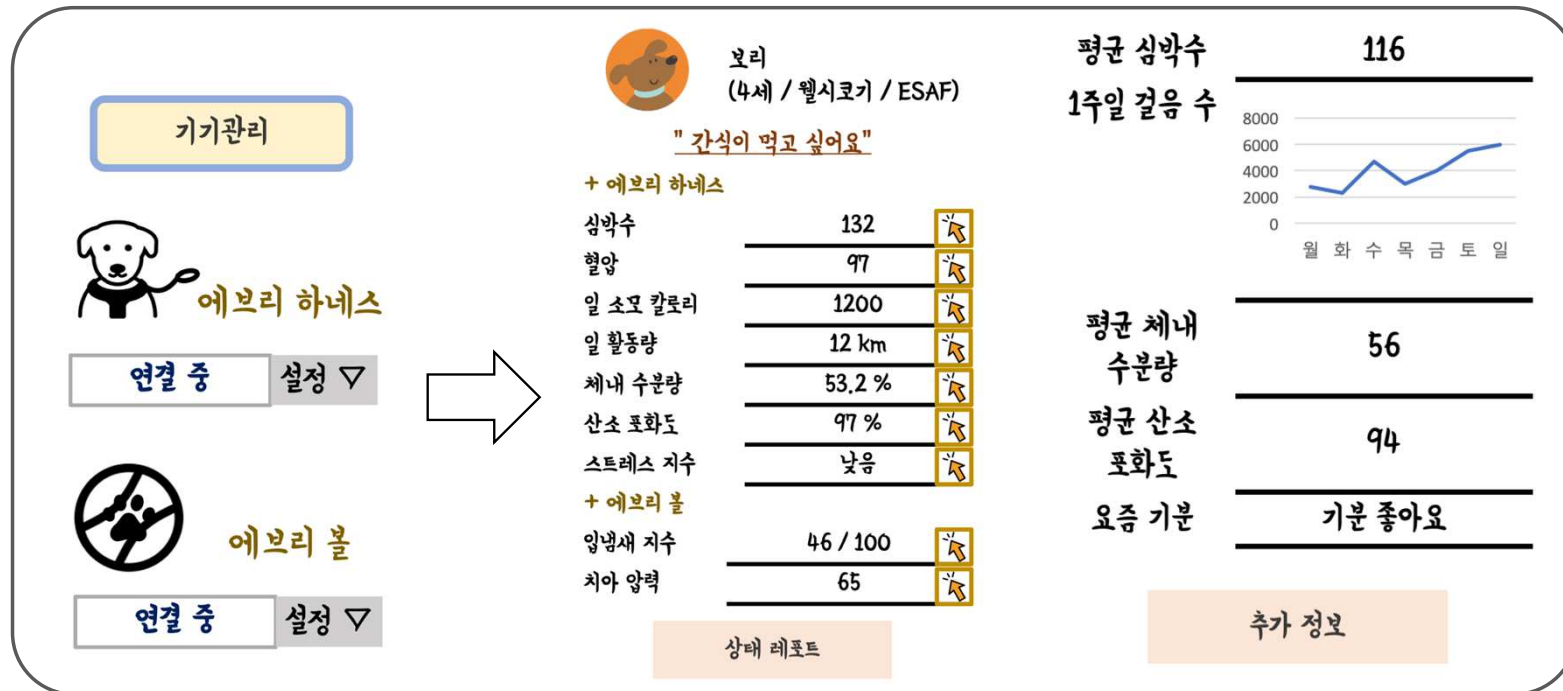 기기관리
에브리 하네스
연결 중 설정 ▽
에브리 볼
연결 중 설정 ▽
보리
(4세 / 웰시코기 / ESAF)
" 간식이 먹고 싶어요"
+ 에브리 하네스
심박수 132
혈압 97
일 소모 칼로리 1200
일 활동량 12 km
체내 수분량 53.2 %
산소 포화도 97 %
스트레스 지수 낮음
+ 에브리 볼
입냄새 지수 46 / 100
치아 압력 65
상태 레포트
평균 심박수 116
1주일 걸음 수
8000
6000
4000
2000
0
월 화 수 목 금 토 일
평균 체내
수분량
56
평균 산소
포화도
94
요즘 기분 기분 좋아요
추가 정보